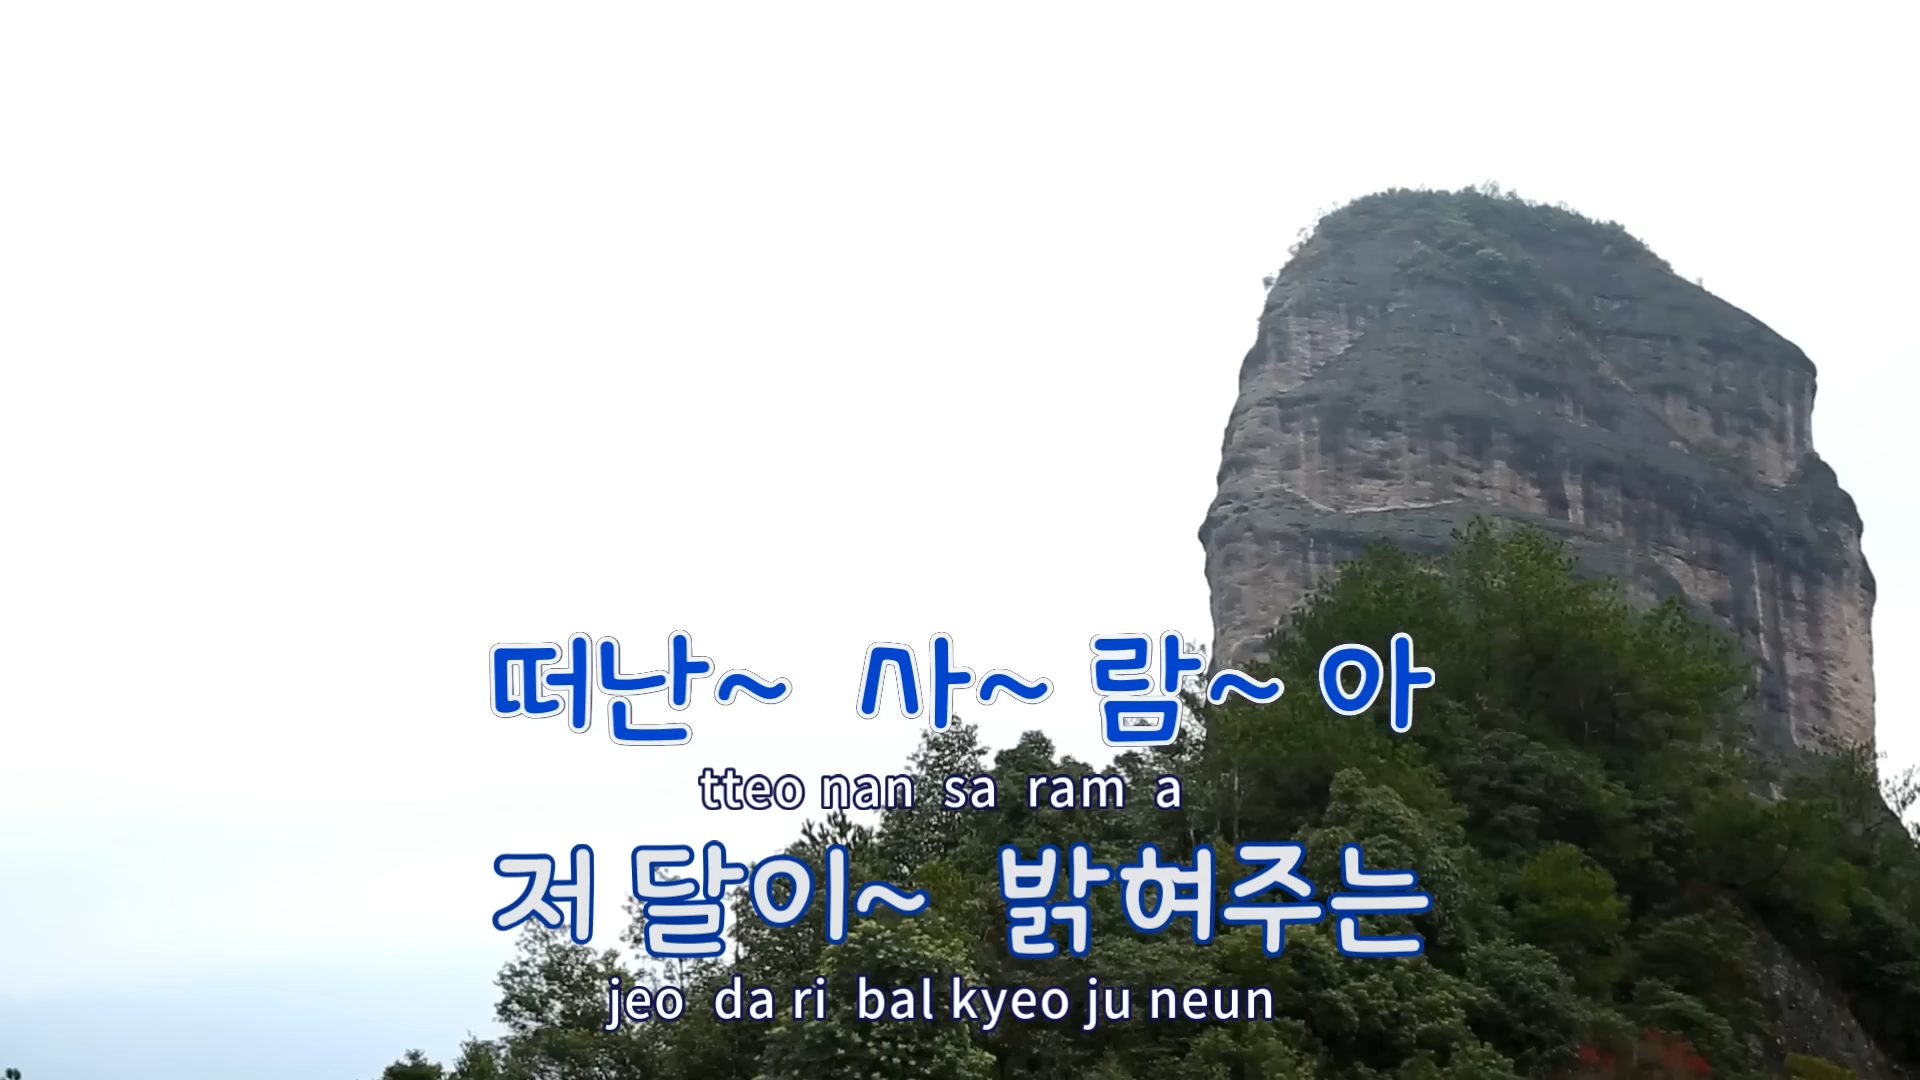 떠난~ 사~ 람~ 아
tteo nan sa ram a
저 달이~ 밝혀주는
jeo da ri bal kyeo ju neun